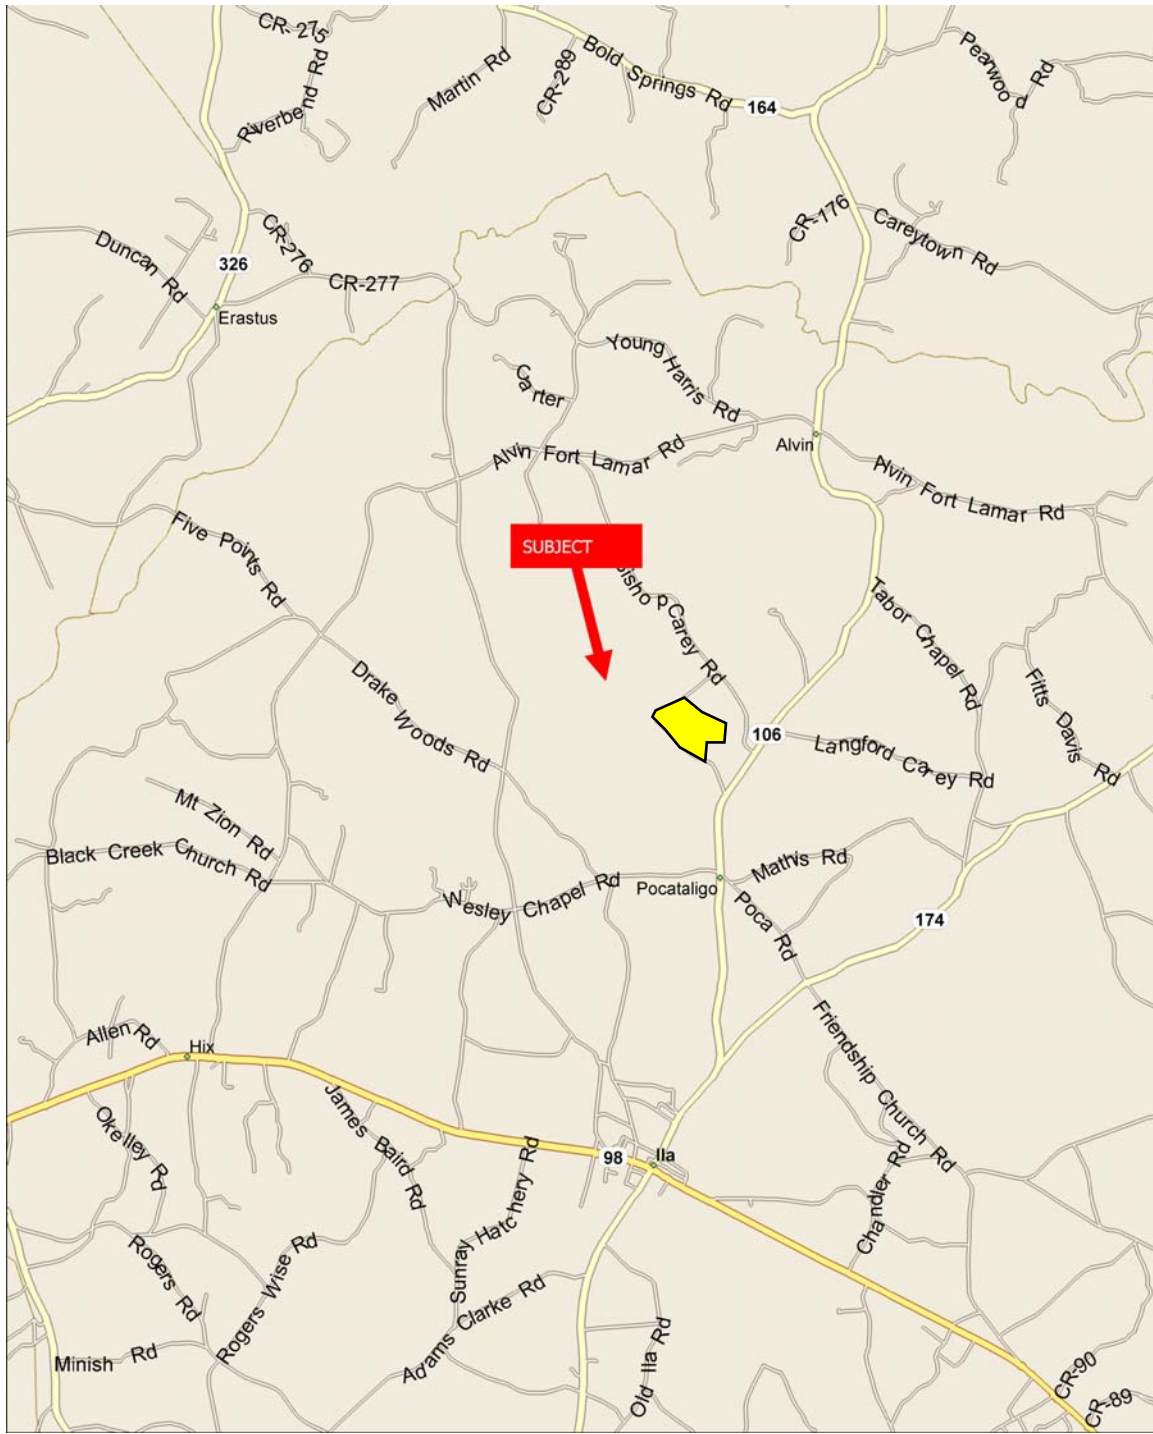 CR-275
Riverbend Rd
Martin Rd
CR-289
Bold Springs Rd
164
Pearwood Rd
CR-176
Careytown Rd
Duncan Rd
326
CR-276
CR-277
Erastus
Young Harris Rd
Carter
Alvin Fort Lamar Rd
Alvin
Alvin Fort Lamar Rd
Five Points Rd
SUBJECT
Bishop Carey Rd
Tabor Chapel Rd
Fitts Davis Rd
Drake Woods Rd
106
Langford Carey Rd
Mt Zion Rd
Black Creek Church Rd
Wesley Chapel Rd
Pocataligo
Mathis Rd
Poca Rd
174
Allen Rd
Hix
Friendship Church Rd
Okelley Rd
James Baird Rd
98
Ila
Chandler Rd
Sunray Hatchery Rd
Rogers Rd
Rogers Wise Rd
Adams Clarke Rd
Minish Rd
Old Ila Rd
CR-90
CR-89